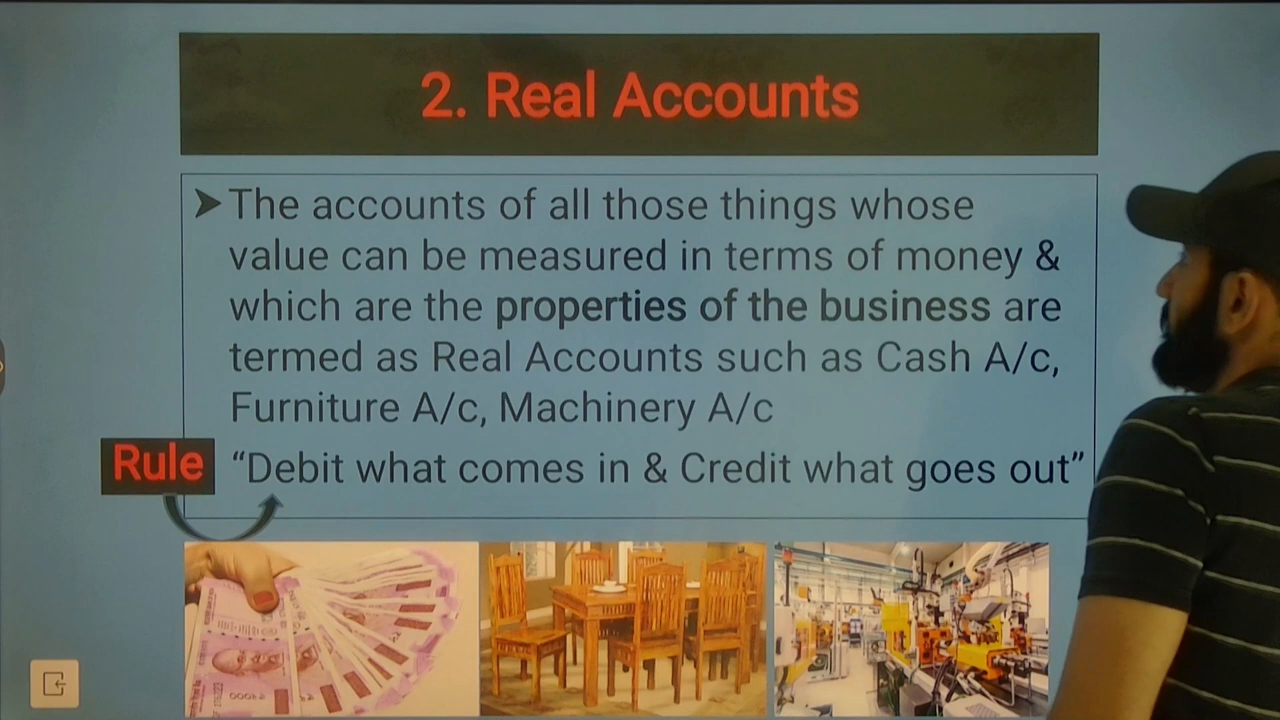 2. Real Accounts
➤ The accounts of all those things whose
value can be measured in terms of money &
which are the properties of the business are
termed as Real Accounts such as Cash A/c,
Furniture A/c, Machinery A/c
Rule “Debit what comes in & Credit what goes out”